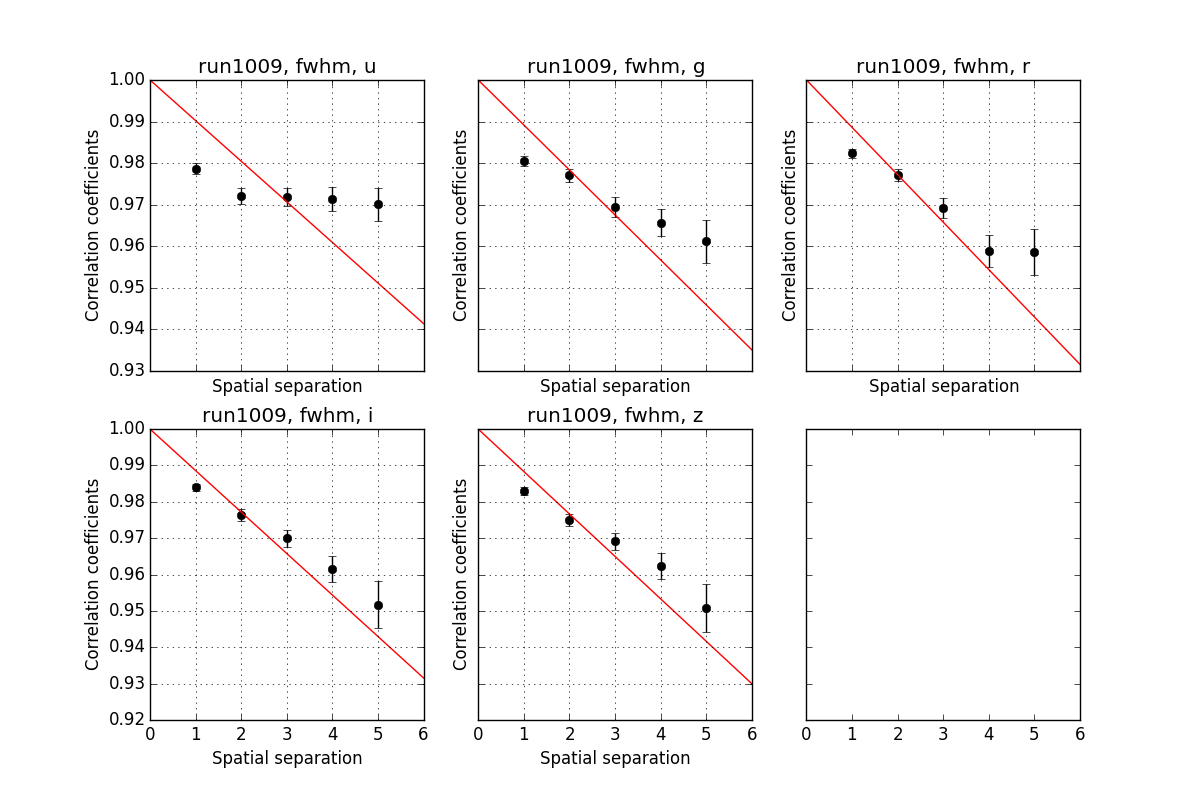 run1009, fwhm, u
run1009, fwhm, g
run1009, fwhm, r
1.00
0.99
0.98
0.97
0.96
0.95
0.94
0.93
Correlation coefficients
Correlation coefficients
Correlation coefficients
Spatial separation
Spatial separation
Spatial separation
run1009, fwhm, i
run1009, fwhm, z
1.00
0.99
0.98
0.97
0.96
0.95
0.94
0.93
0.92
Correlation coefficients
Correlation coefficients
0 1 2 3 4 5 6
0 1 2 3 4 5 6
0 1 2 3 4 5 6
Spatial separation
Spatial separation